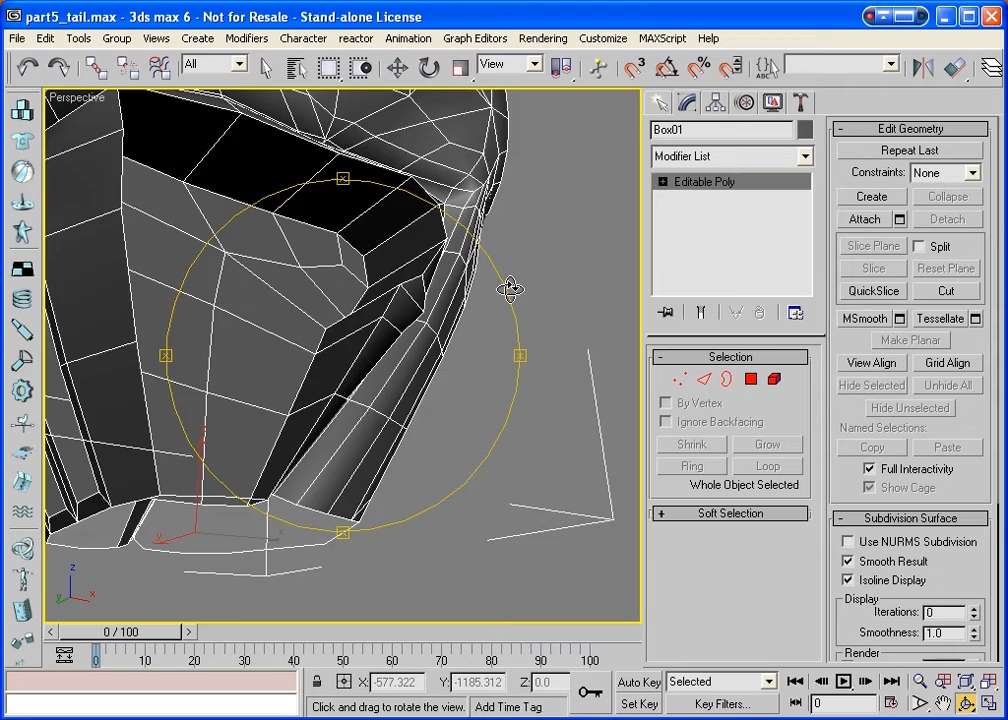 part5_tail.max - 3ds max 6 - Not for Resale - Stand-alone License
File Edit Tools Group Views Create Modifiers Character reactor Animation Graph Editors Rendering Customize MAXScript Help
All View
Perspective
Box01
Modifier List
Editable Poly
Selection
By Vertex
Ignore Backfacing
Shrink Grow
Ring Loop
Whole Object Selected
Soft Selection
Edit Geometry
Repeat Last
Constraints: None
Create Collapse
Attach Detach
Slice Plane Split
Slice Reset Plane
QuickSlice Cut
MSmooth Tessellate
Make Planar
View Align Grid Align
Hide Selected Unhide All
Hide Unselected
Named Selections:
Copy Paste
Full Interactivity
Show Cage
Subdivision Surface
Use NURMS Subdivision
Smooth Result
Isoline Display
Display
Iterations: 0
Smoothness: 1.0
Render
z
x
y
0 / 100
0 10 20 30 40 50 60 70 80 90 100
X: -577.322 Y: -1185.312 Z: 0.0
Auto Key Selected
Click and drag to rotate the view. Add Time Tag
Set Key Key Filters... 0